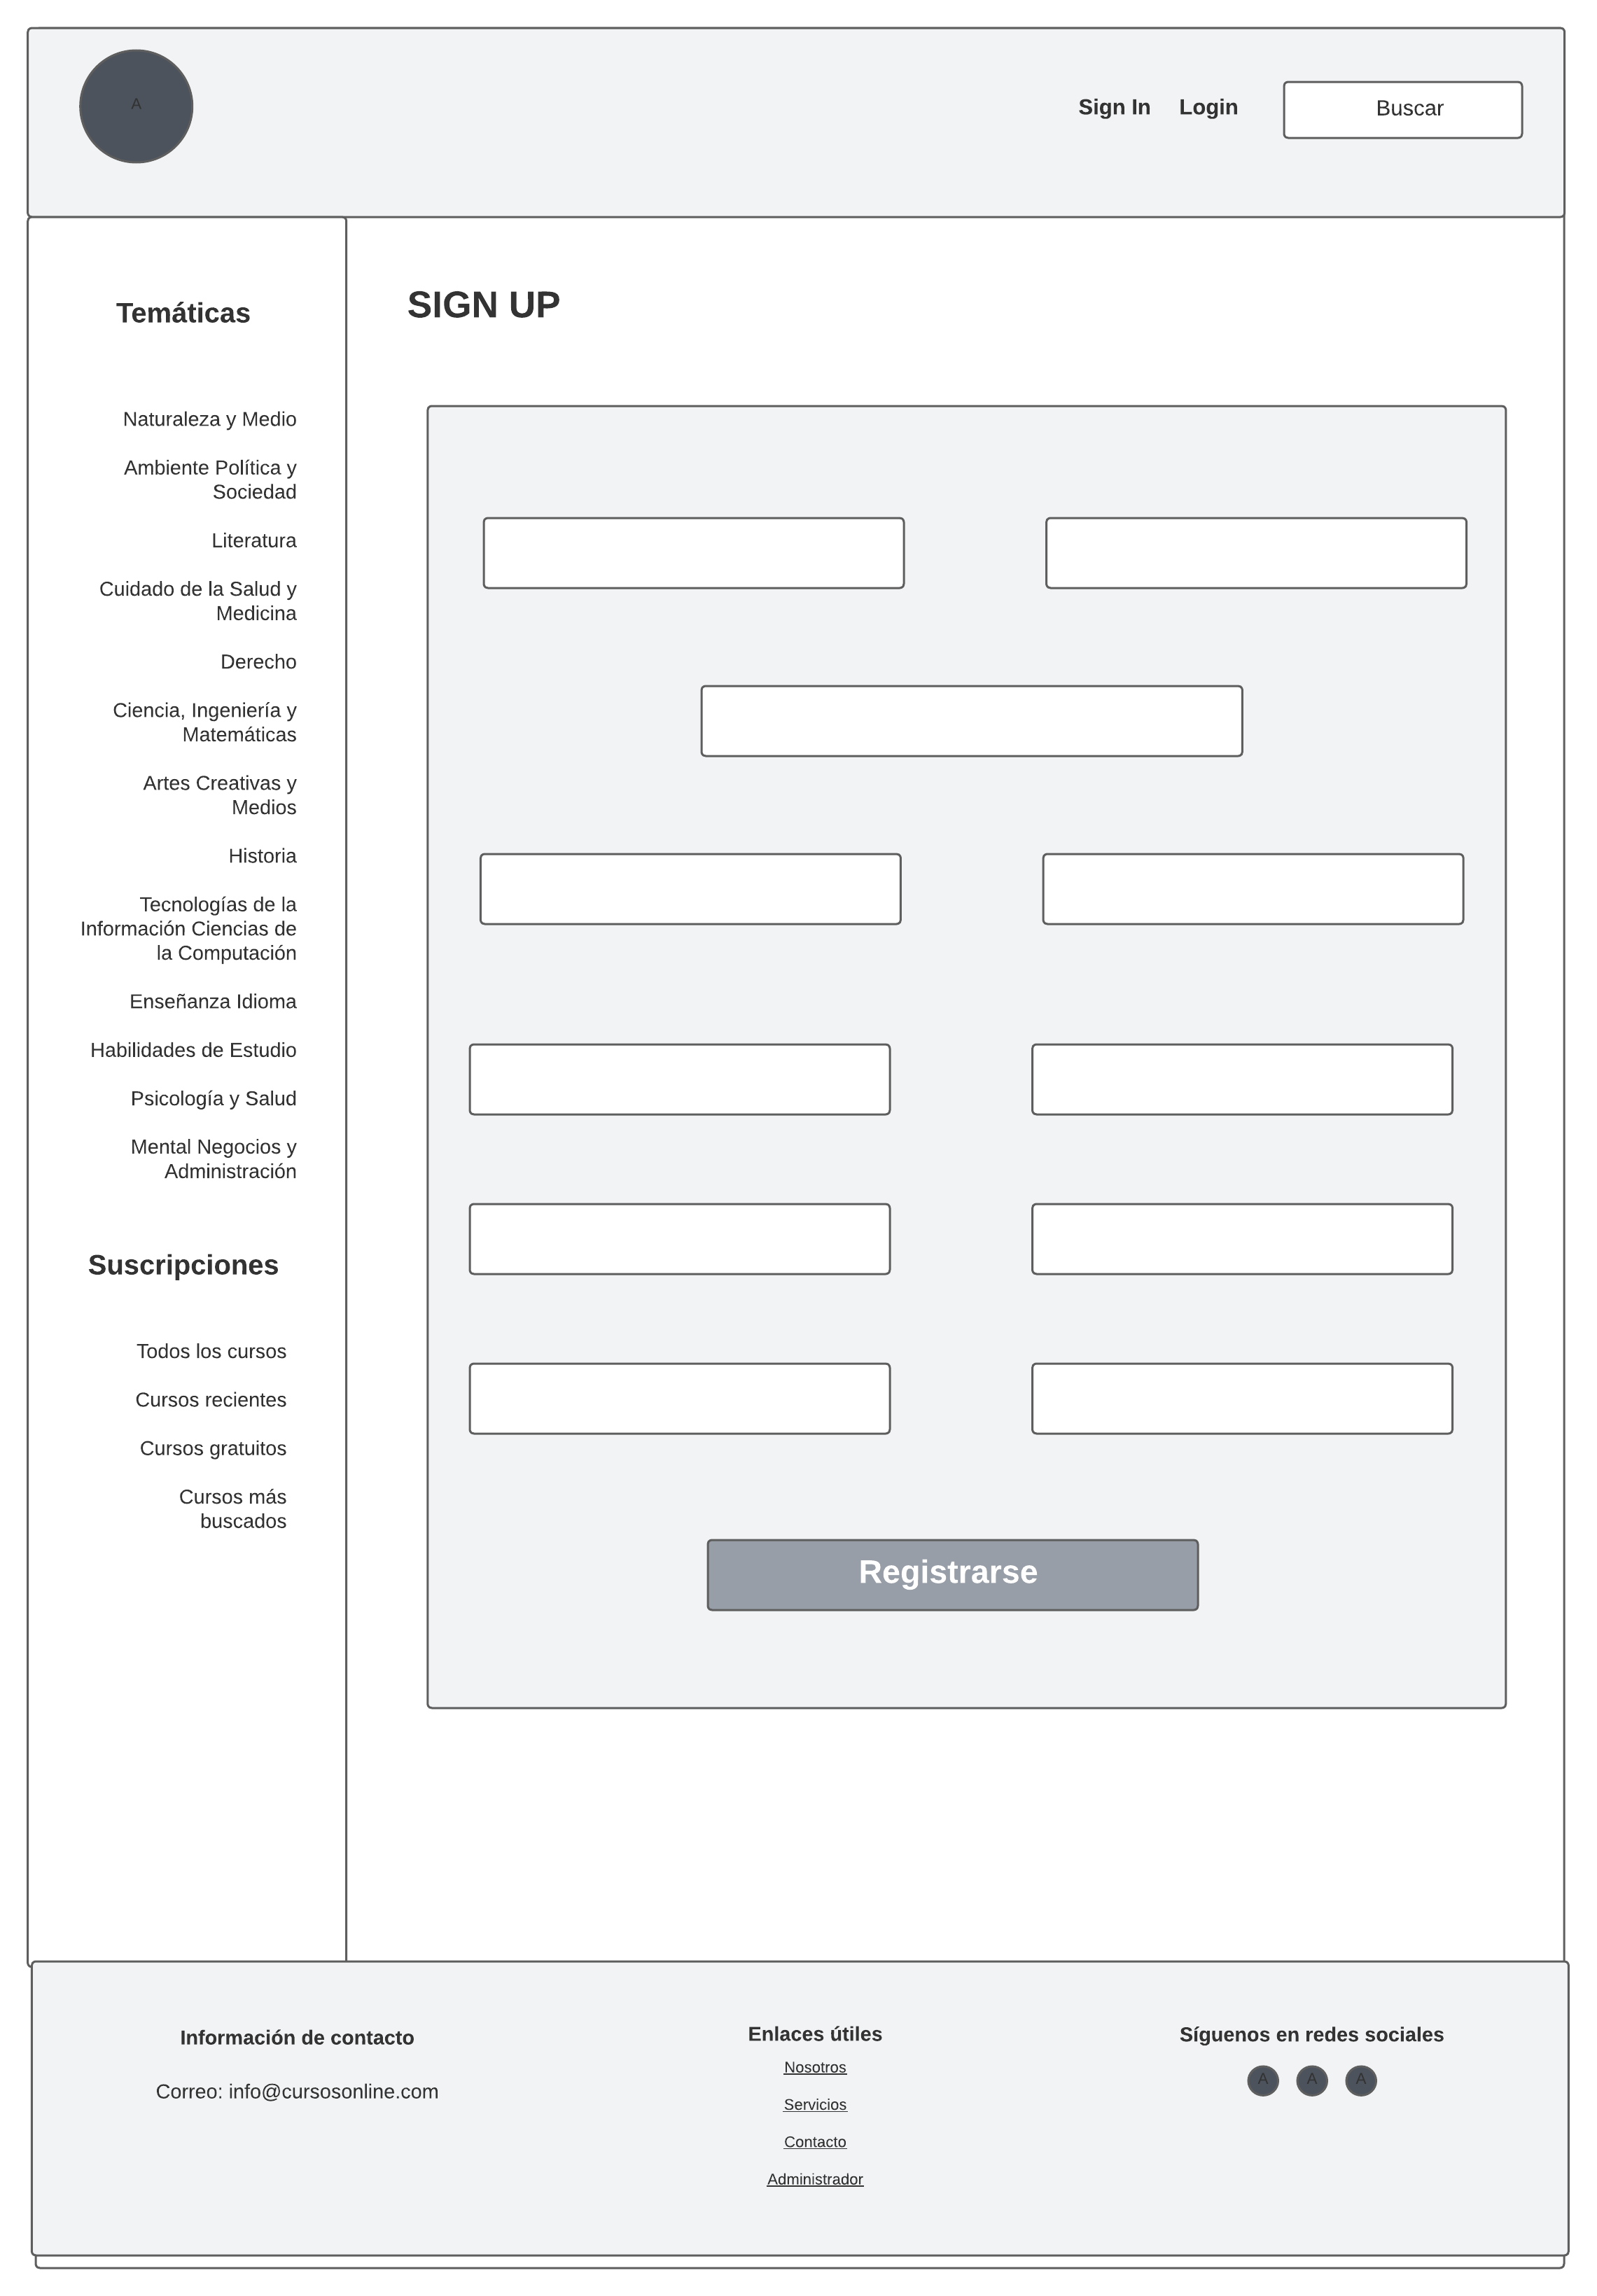 A
Sign In
Login
Buscar
Temáticas
Naturaleza y Medio
Ambiente Política y
Sociedad
Literatura
Cuidado de la Salud y
Medicina
Derecho
Ciencia, Ingeniería y
Matemáticas
Artes Creativas y
Medios
Historia
Tecnologías de la
Información Ciencias de
la Computación
Enseñanza Idioma
Habilidades de Estudio
Psicología y Salud
Mental Negocios y
Administración
Suscripciones
Todos los cursos
Cursos recientes
Cursos gratuitos
Cursos más
buscados
SIGN UP
Registrarse
Información de contacto
Correo: info@cursosonline.com
Enlaces útiles
Nosotros
Servicios
Contacto
Administrador
Síguenos en redes sociales
A A A